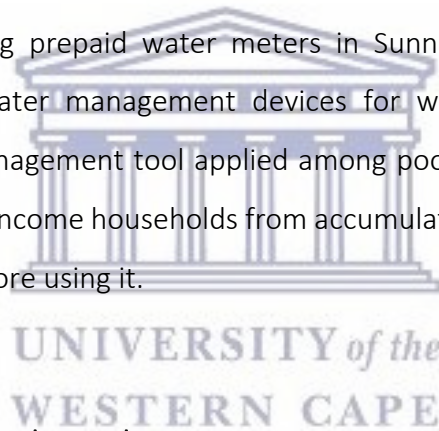 g prepaid water meters in Sunn
ater management devices for w
nagement tool applied among poo
income households from accumulat
ore using it.
UNIVERSITY of the
WESTERN CAPE